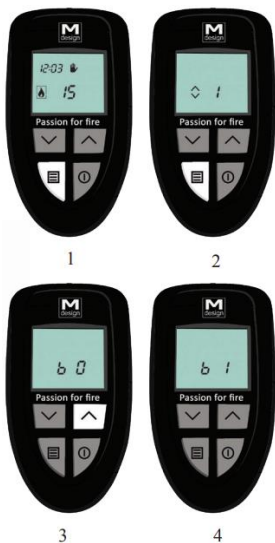 M
design
12:03
15
Passion for fire
1
M
design
1
Passion for fire
2
M
design
b 0
Passion for fire
3
M
design
b 1
Passion for fire
4